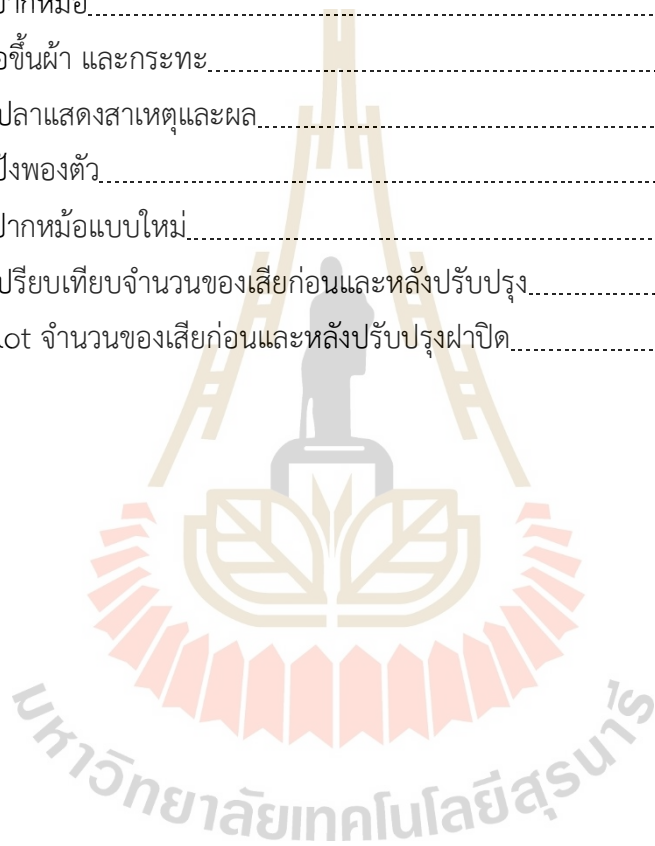 ปากหม้อ
อขึ้นผ้า และกระทะ
ปลาแสดงสาเหตุและผล
ป้งพองตัว
ปากหม้อแบบใหม่
เปรียบเทียบจำนวนของเสียก่อนและหลังปรับปรุง
lot จำนวนของเสียก่อนและหลังปรับปรุงฝาปิด
มหาวิทยาลัยเทคโนโลยีสุรนารี